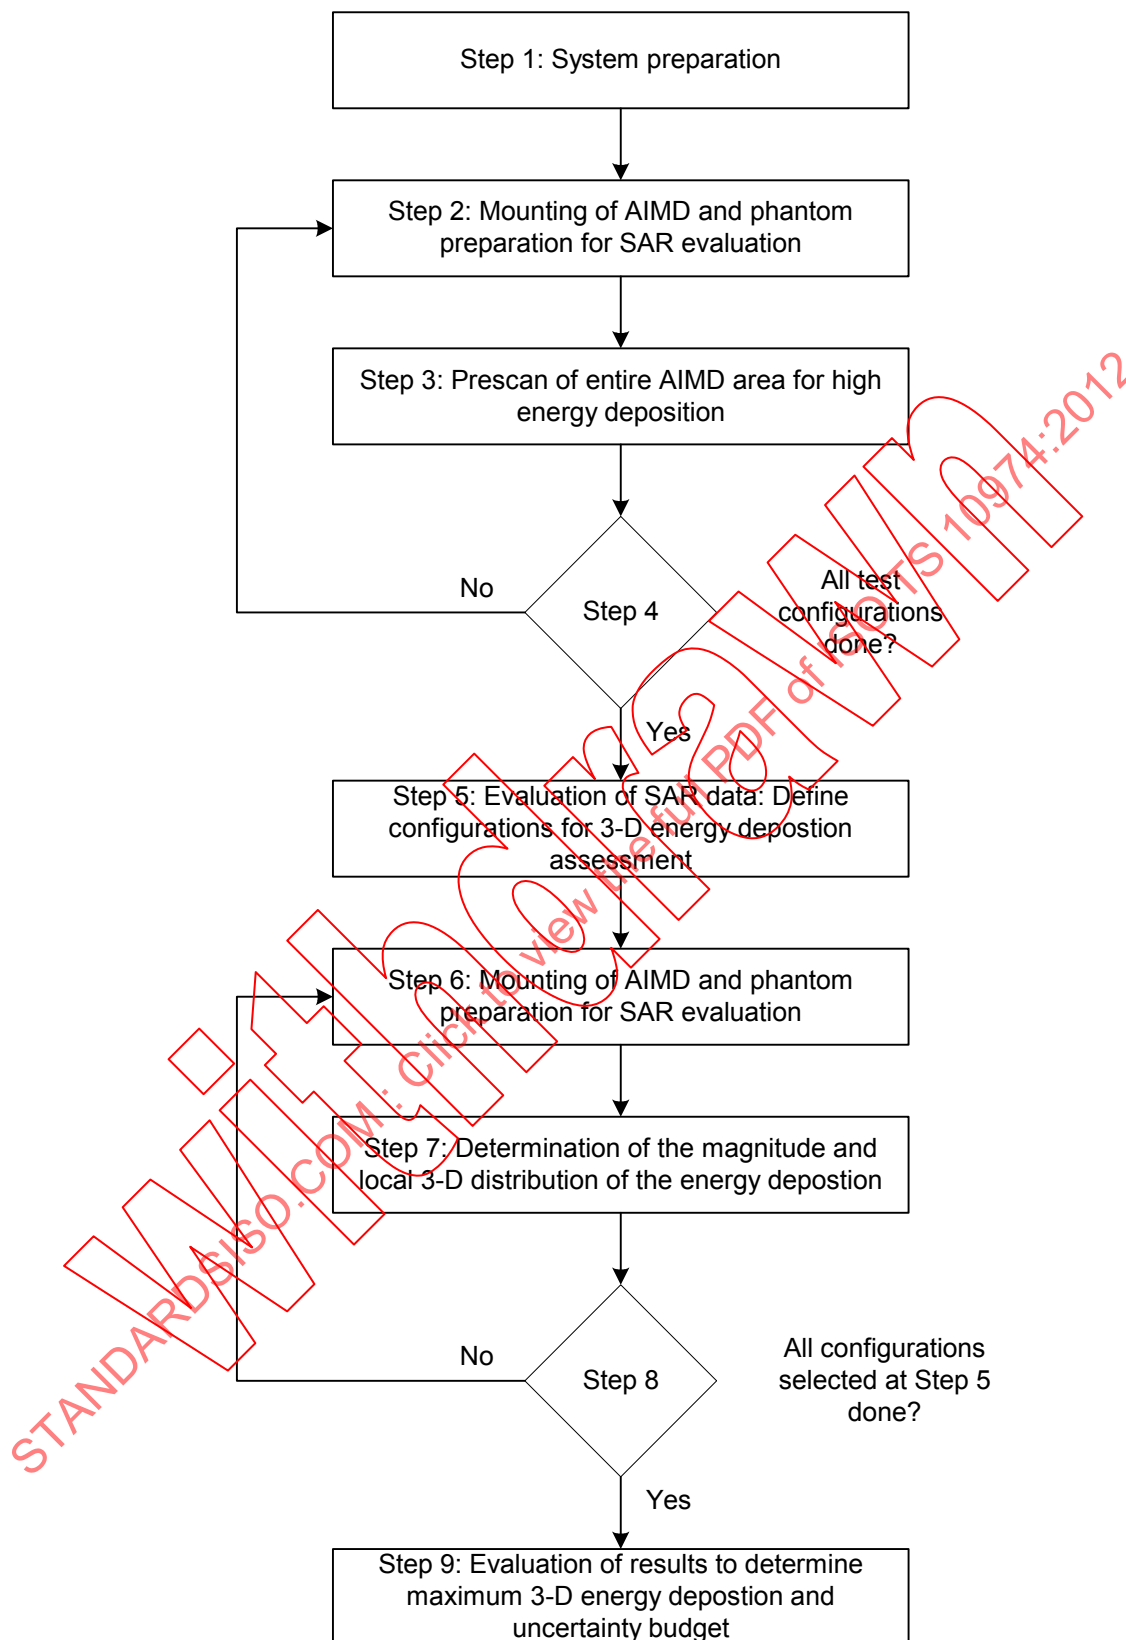 Step 1: System preparation
Step 2: Mounting of AIMD and phantom
preparation for SAR evaluation
Step 3: Prescan of entire AIMD area for high
energy deposition
No
Step 4
All test
configurations
done?
Yes
Step 5: Evaluation of SAR data: Define
configurations for 3-D energy depostion
assessment
Step 6: Mounting of AIMD and phantom
preparation for SAR evaluation
Step 7: Determination of the magnitude and
local 3-D distribution of the energy depostion
No
Step 8
All configurations
selected at Step 5
done?
Yes
Step 9: Evaluation of results to determine
maximum 3-D energy depostion and
uncertainty budget
Withdrawn
STANDARDSISO.COM : Click to view the full PDF of ISO TS 10974:2012